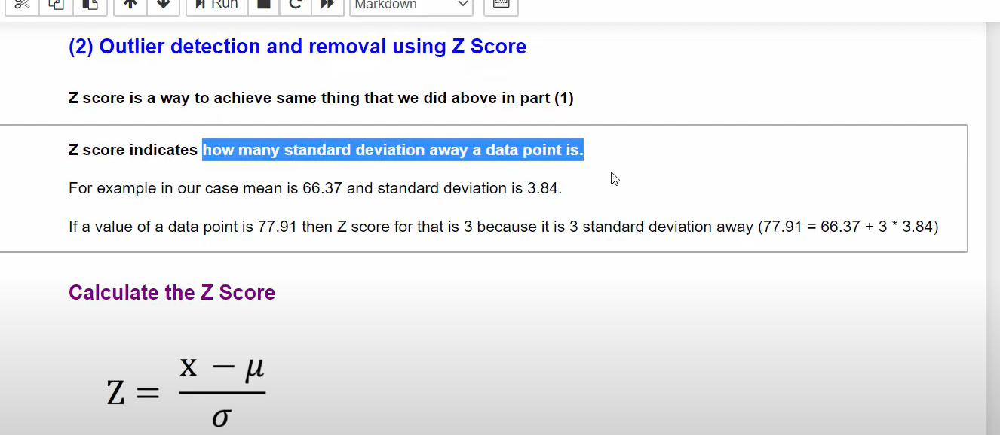 Run Markdown
(2) Outlier detection and removal using Z Score
Z score is a way to achieve same thing that we did above in part (1)
Z score indicates how many standard deviation away a data point is.
For example in our case mean is 66.37 and standard deviation is 3.84.
If a value of a data point is 77.91 then Z score for that is 3 because it is 3 standard deviation away (77.91 = 66.37 + 3 * 3.84)
Calculate the Z Score
x − μ
Z =
σ